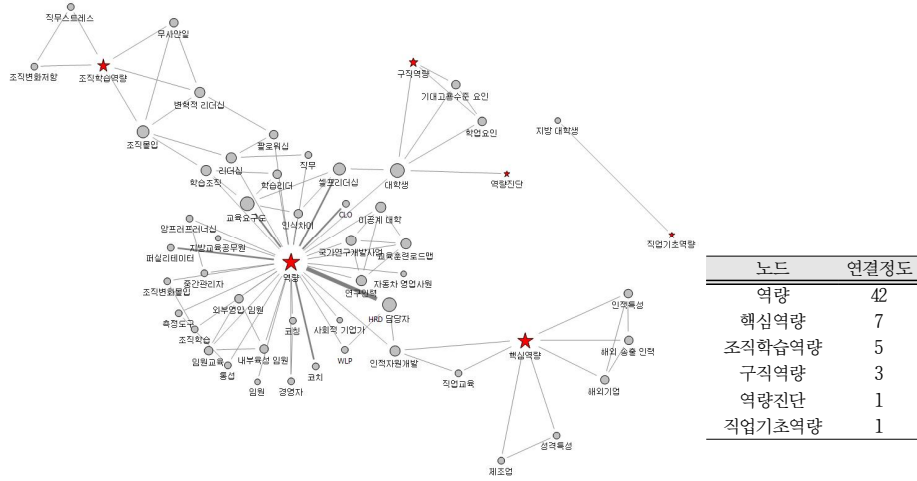 직무스트레스
무사안일
조직변화저항
조직학습역량
변혁적 리더십
조직몰입
팔로워십
구직역량
기대고용수준 요인
학업요인
지방 대학생
리더십
직무
학습조직
학습리더
셀프리더십
대학생
역량진단
교육요구도
인식차이
CLO
이공계 대학
직업기초역량
지방교육공무원
퍼실리테이터
국가연구개발사업
교육훈련로드맵
역량
중간관리자
조직변화몰입
연구인력
자동차 영업사원
외부영입 임원
측정도구
코칭
사회적 기업가
HRD 담당자
조직학습
임원교육
내부육성 임원
통섭
WLP
인적자원개발
코치
임원
경영자
직업교육
핵심역량
인적특성
해외 송출 인력
해외기업
성격특성
제조업
노드 연결정도
역량 42
핵심역량 7
조직학습역량 5
구직역량 3
역량진단 1
직업기초역량 1